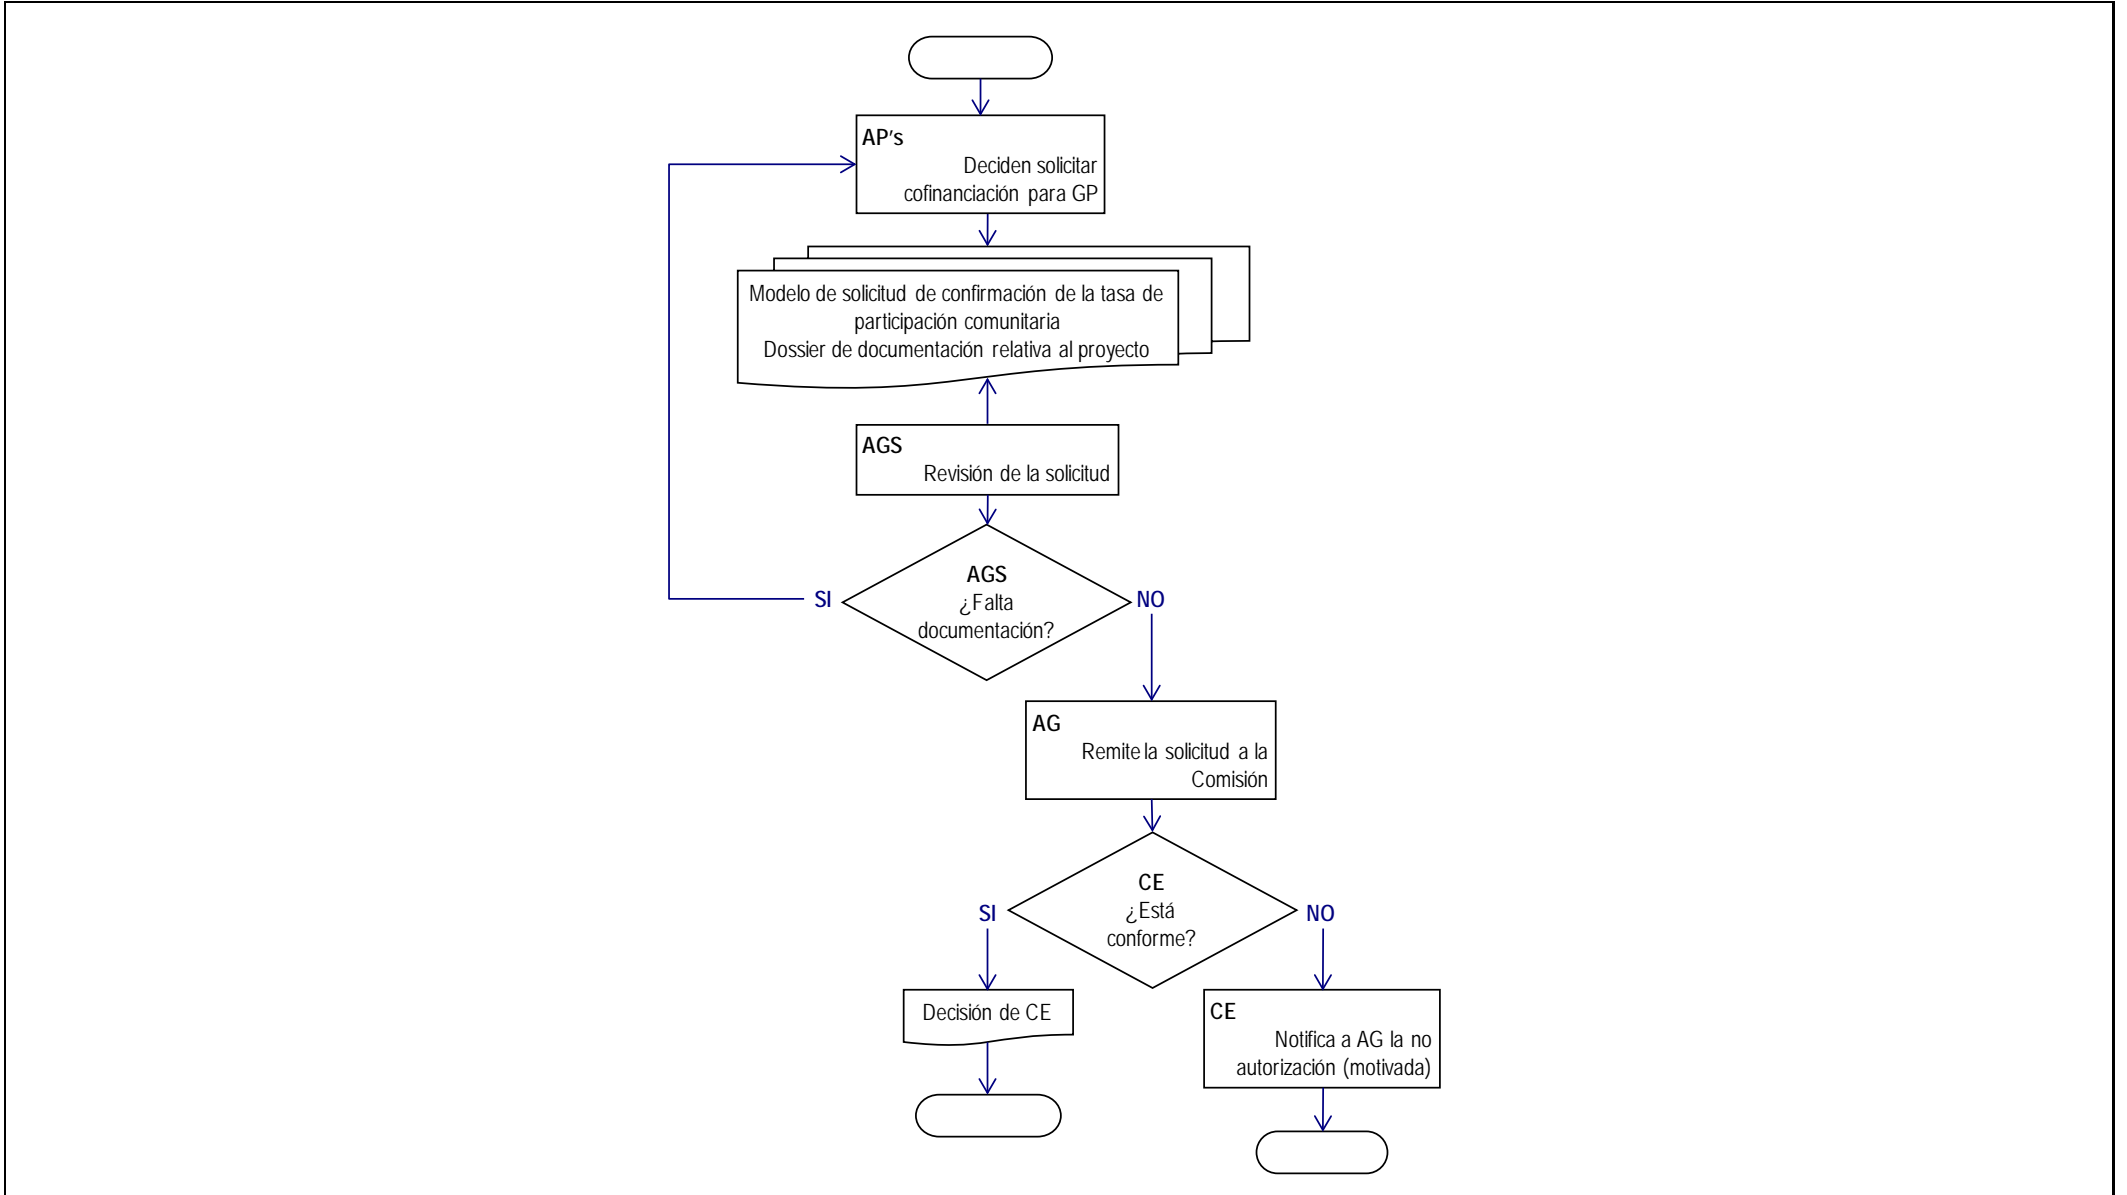 AP's
Deciden solicitar
cofinanciación para GP
Modelo de solicitud de confirmación de la tasa de
participación comunitaria
Dossier de documentación relativa al proyecto
AGS
Revisión de la solicitud
AGS
¿Falta
documentación?
SI
NO
AG
Remite la solicitud a la
Comisión
CE
¿Está
conforme?
SI
NO
Decisión de CE
CE
Notifica a AG la no
autorización (motivada)